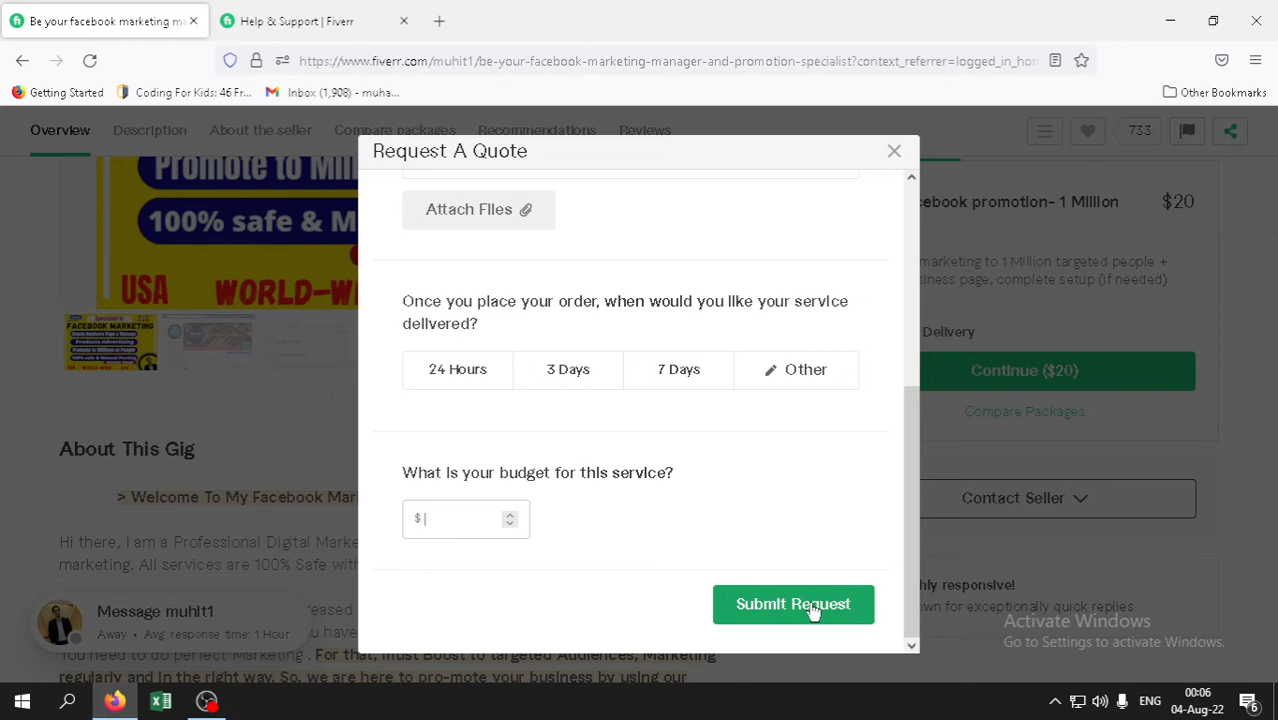 Be your facebook marketing ma
Help & Support | Fiverr
https://www.fiverr.com/muhit1/be-your-facebook-marketing-manager-and-promotion-specialist?context_referrer=logged_in_hom
Getting Started
Coding For Kids: 46 Fr...
Inbox (1,908) - muha...
Other Bookmarks
Overview
Description
About the seller
Compare packages
Recommendations
Reviews
733
Request A Quote
Promote to Mil
100% safe & M
USA WORLD-W
FACEBOOK MARKETING
Attach Files
Once you place your order, when would you like your service
delivered?
24 Hours
3 Days
7 Days
Other
What is your budget for this service?
$
Submit Request
cebook promotion- 1 Million
$20
marketing to 1 Million targeted people +
siness page, complete setup (if needed)
Delivery
Continue ($20)
Compare Packages
Contact Seller
hly responsive!
own for exceptionally quick replies
About This Gig
> Welcome To My Facebook Mar
Hi there, I am a Professional Digital Marke
marketing. All services are 100% Safe with
reased
ou have
You need to do perfect Marketing . For that, must Boost to targeted Audiences, Marketing
regularly and in the right way. So, we are here to pro-mote your business by using our
Message muhit1
Away • Avg. response time: 1 Hour
Activate Windows
Go to Settings to activate Windows.
ENG
00:06
04-Aug-22
6